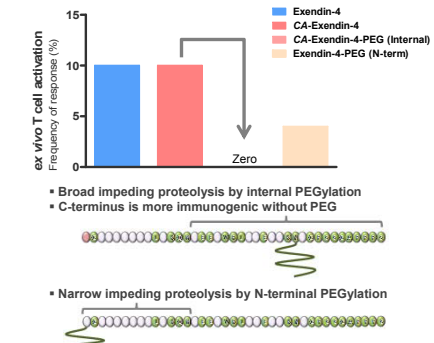 15
10
5
0
ex vivo T cell activation
Frequency of response (%)
Exendin-4
CA-Exendin-4
CA-Exendin-4-PEG (Internal)
Exendin-4-PEG (N-term)
Zero
▪ Broad impeding proteolysis by internal PEGylation
▪ C-terminus is more immunogenic without PEG
▪ Narrow impeding proteolysis by N-terminal PEGylation